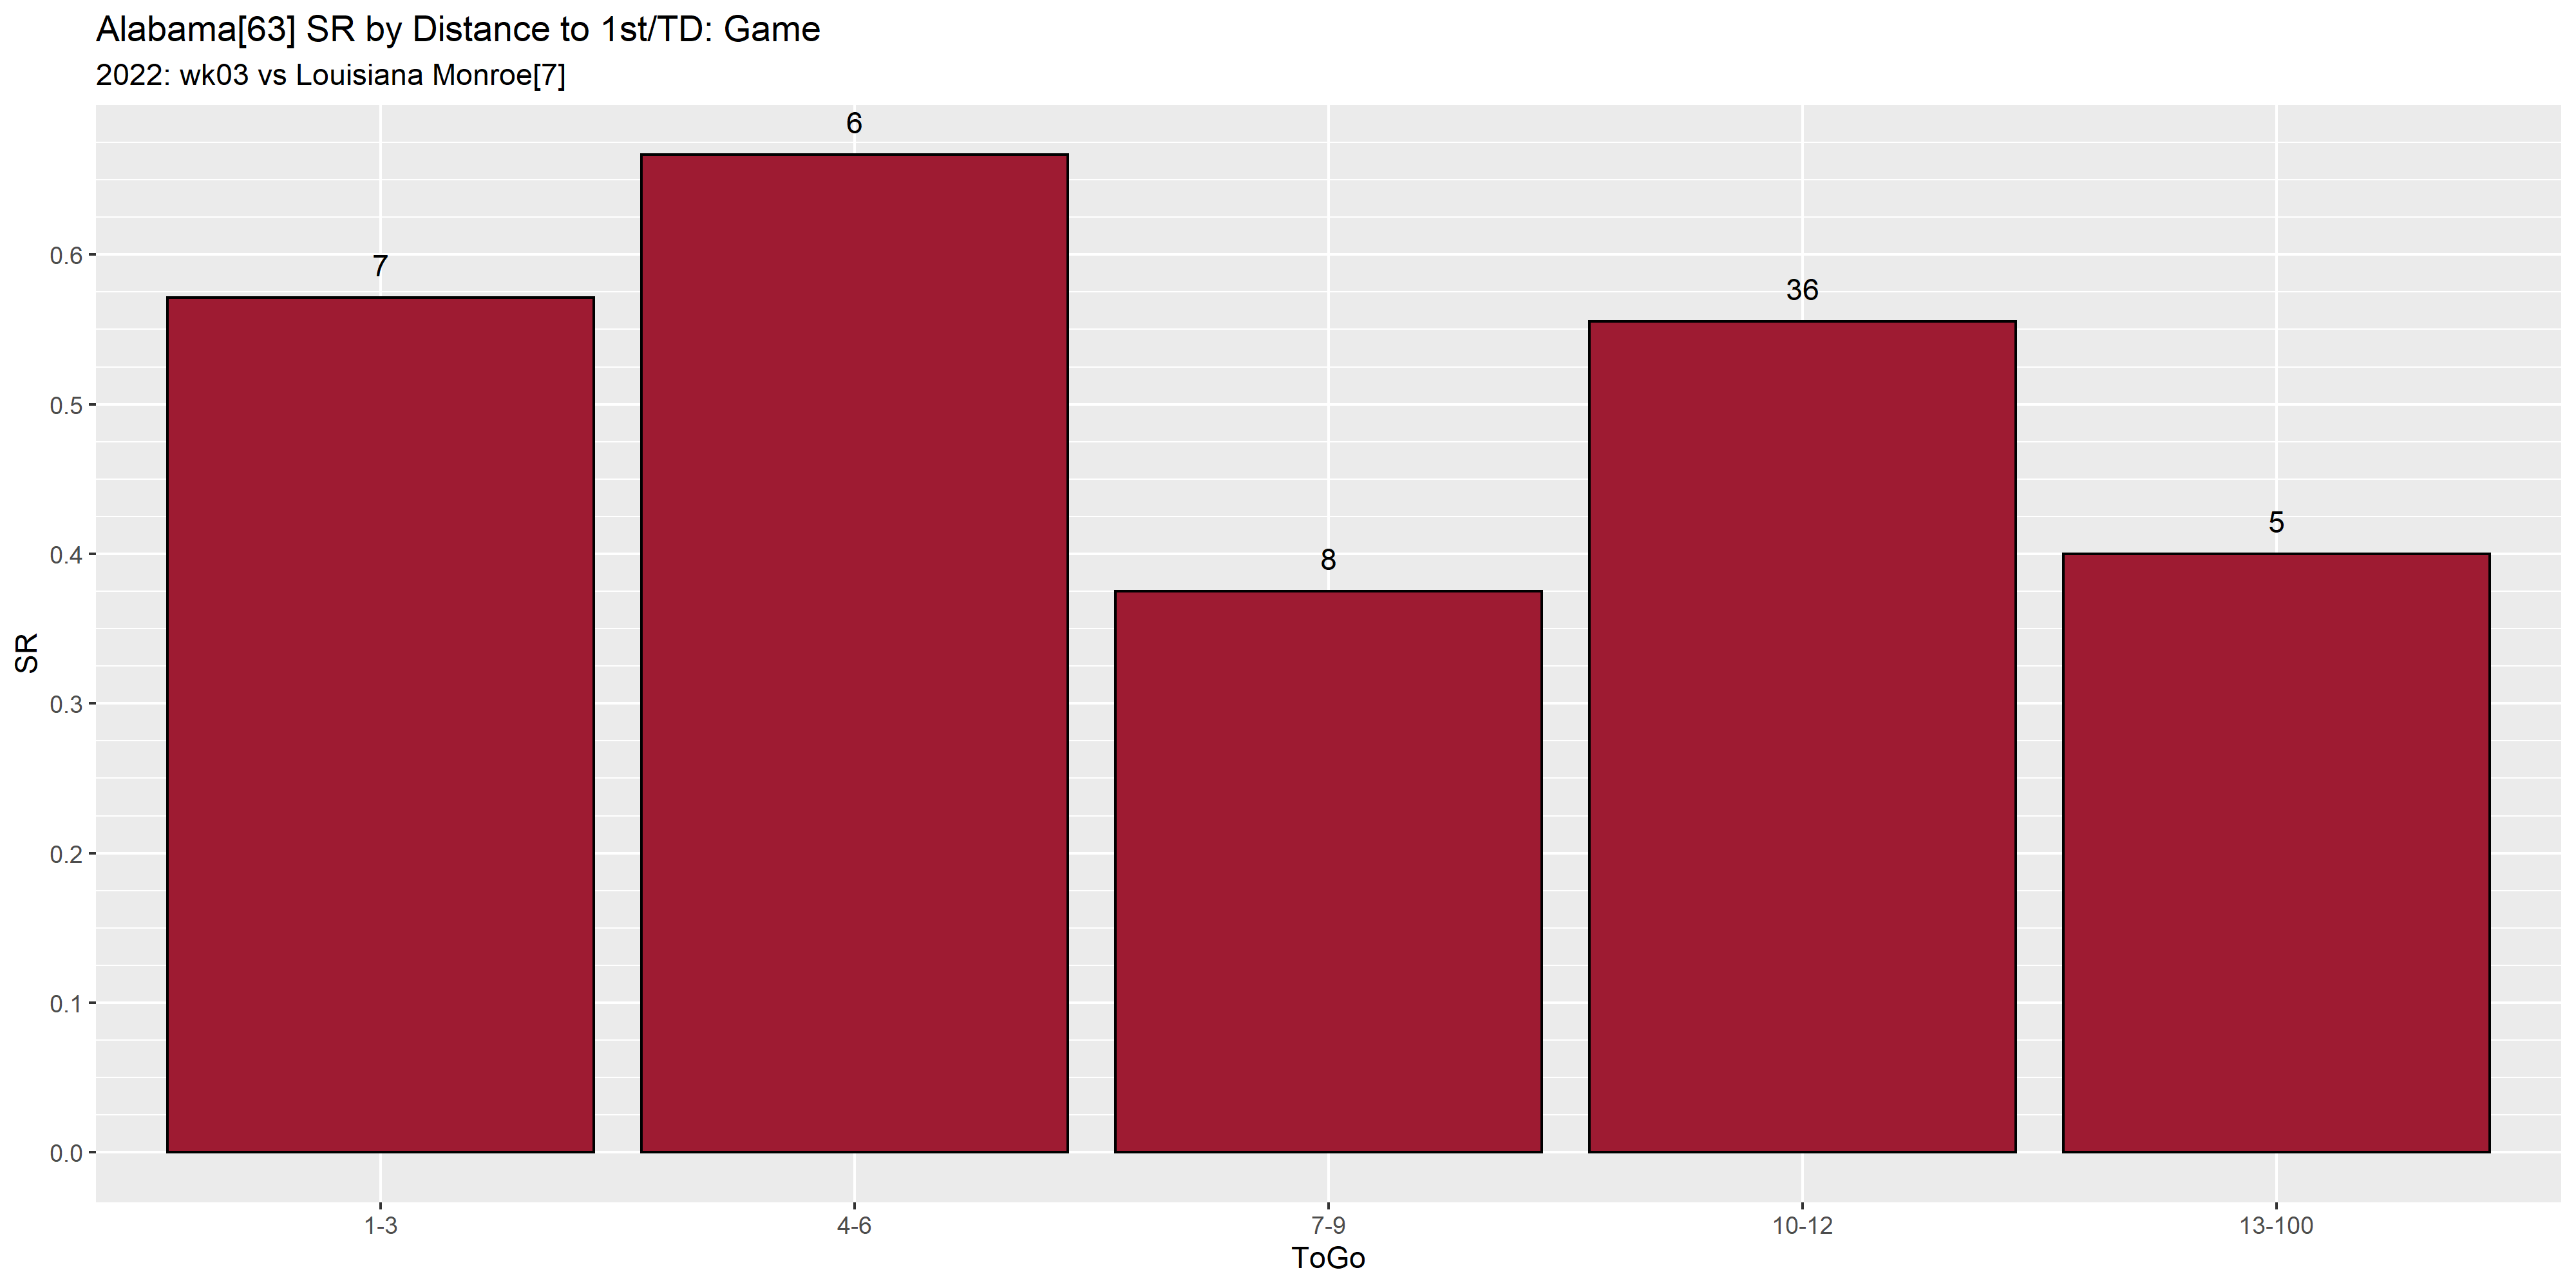 Alabama[63] SR by Distance to 1st/TD: Game
2022: wk03 vs Louisiana Monroe[7]
6
7
36
5
8
0.6
0.5
0.4
0.3
0.2
0.1
0.0
SR
1-3 4-6 7-9 10-12 13-100
ToGo